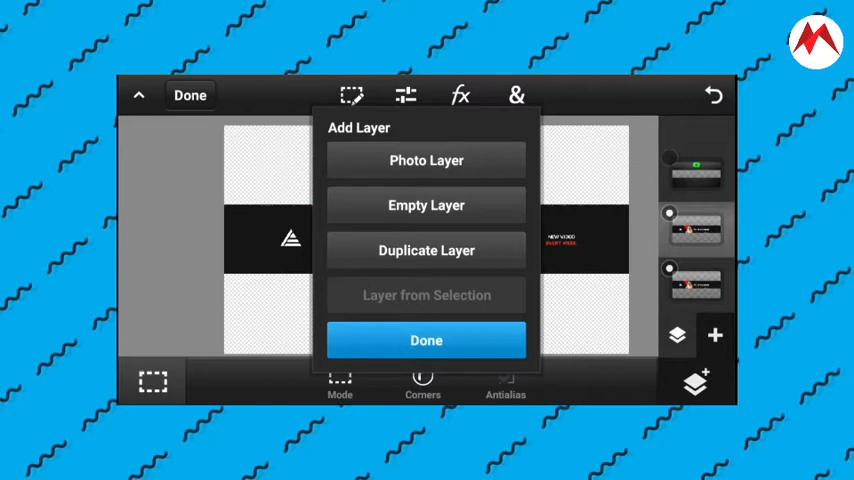 Done
Add Layer
Photo Layer
Empty Layer
Duplicate Layer
NEW VIDEO
EVERY WEEK
Layer from Selection
Done
Mode
Corners
Antialias